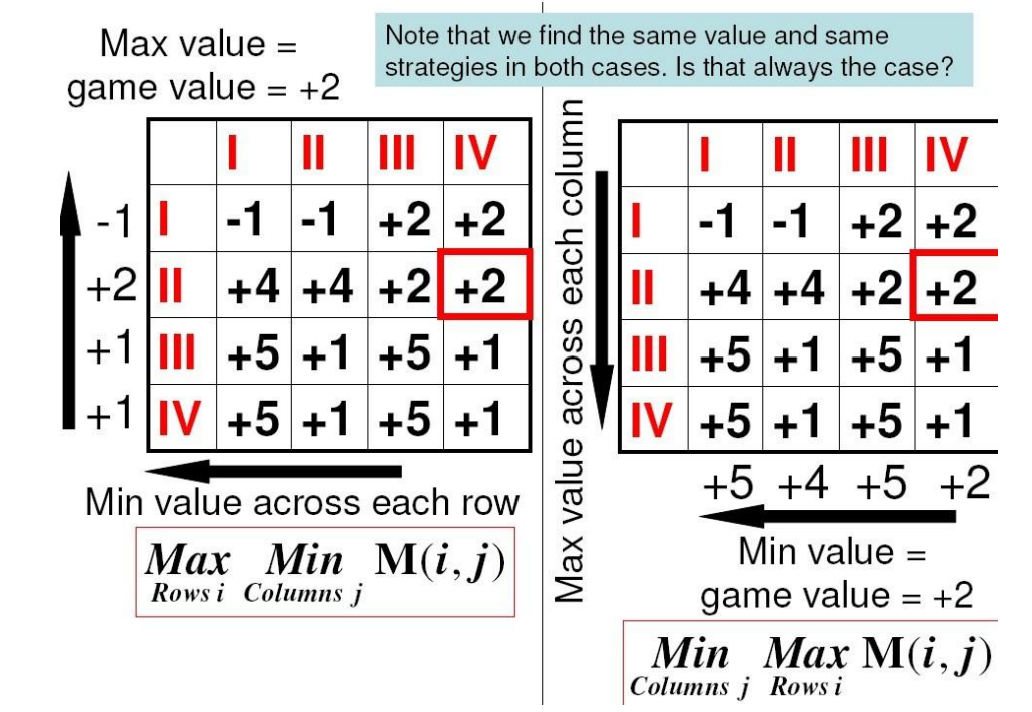 Max value =
game value = +2
Note that we find the same value and same
strategies in both cases. Is that always the case?
I II III IV
-1 I -1 -1 +2 +2
+2 II +4 +4 +2 +2
+1 III +5 +1 +5 +1
+1 IV +5 +1 +5 +1
Min value across each row
Max Min M(i, j)
Rows i Columns j
Max value across each column
I II III IV
I -1 -1 +2 +2
II +4 +4 +2 +2
III +5 +1 +5 +1
IV +5 +1 +5 +1
+5 +4 +5 +2
Min value =
game value = +2
Min Max M(i, j)
Columns j Rows i